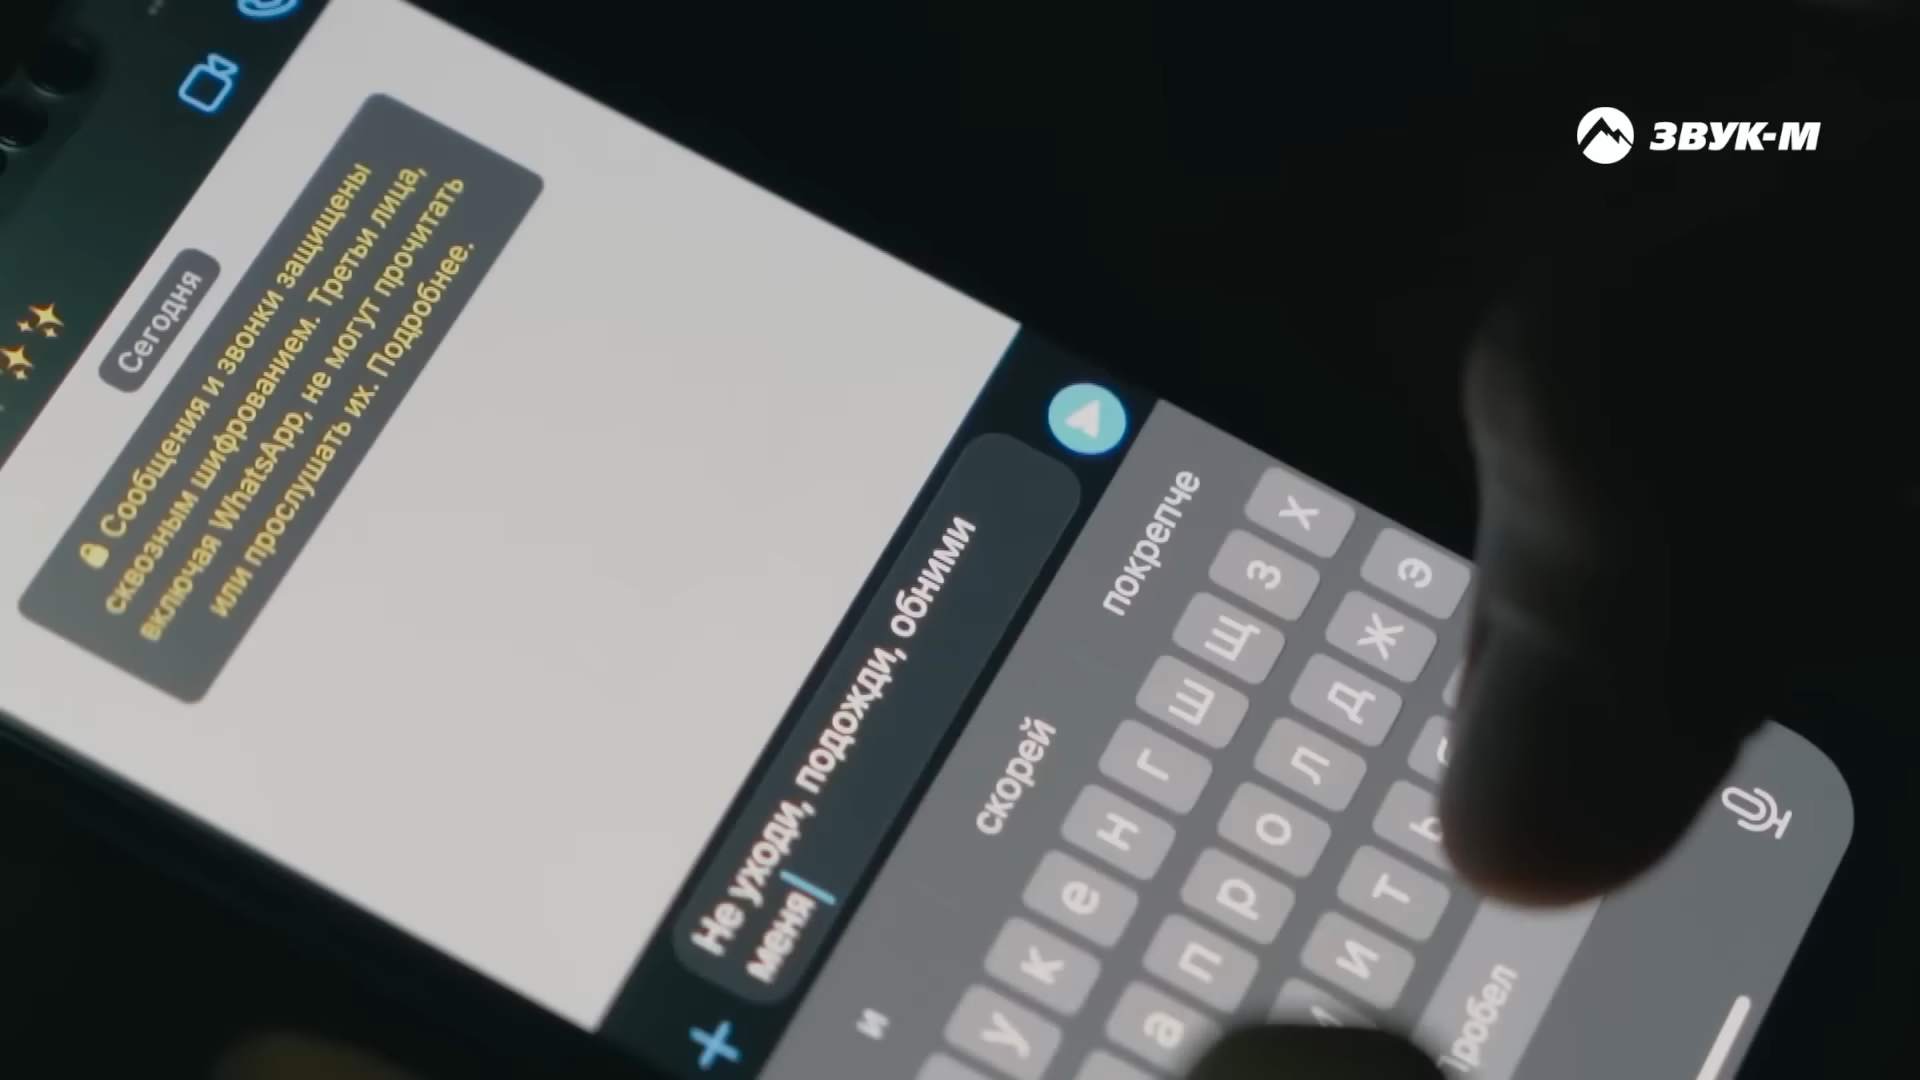 ЗВУК-М
Сегодня
Сообщения и звонки защищены
сквозным шифрованием. Третьи лица,
включая WhatsApp, не могут прочитать
или прослушать их. Подробнее.
Не уходи, подожди, обними
меня
и скорей покрепче
у к е н г ш щ з х
а п р о л д ж э
и т ь
Пробел